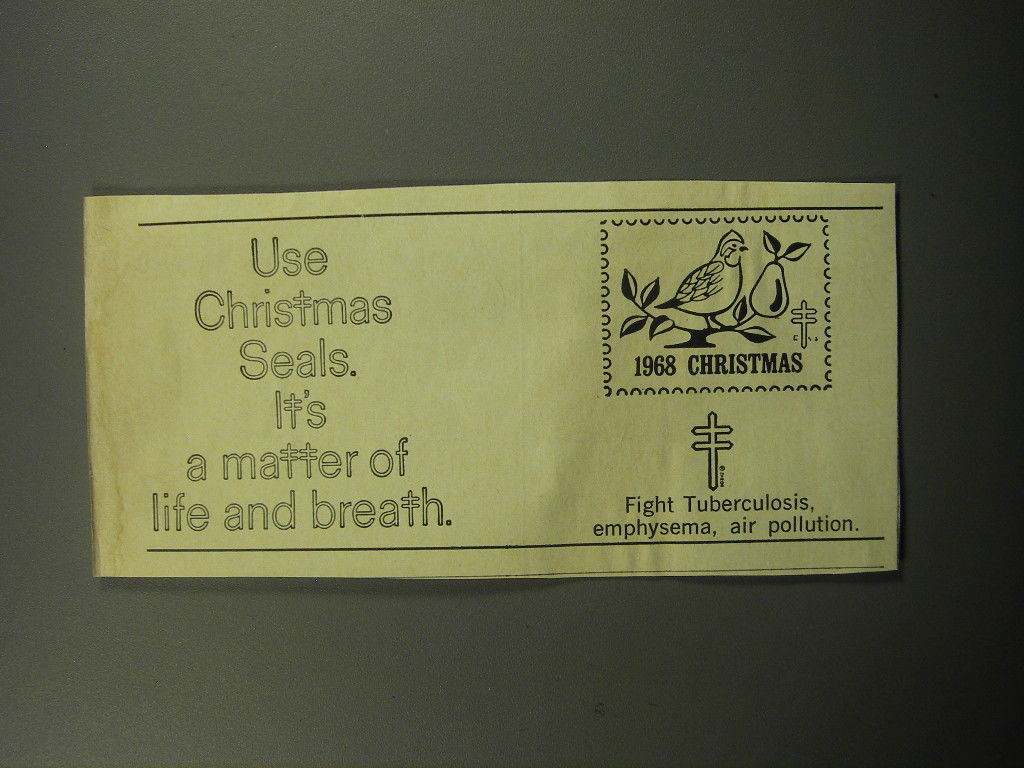 Use
Christmas
Seals.
It's
a matter of
life and breath.
1968 CHRISTMAS
Fight Tuberculosis,
emphysema, air pollution.